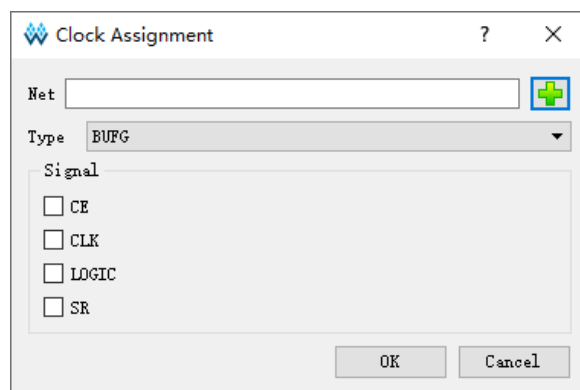 Clock Assignment ?
Net
Type BUFG
Signal
CE
CLK
LOGIC
SR
OK Cancel